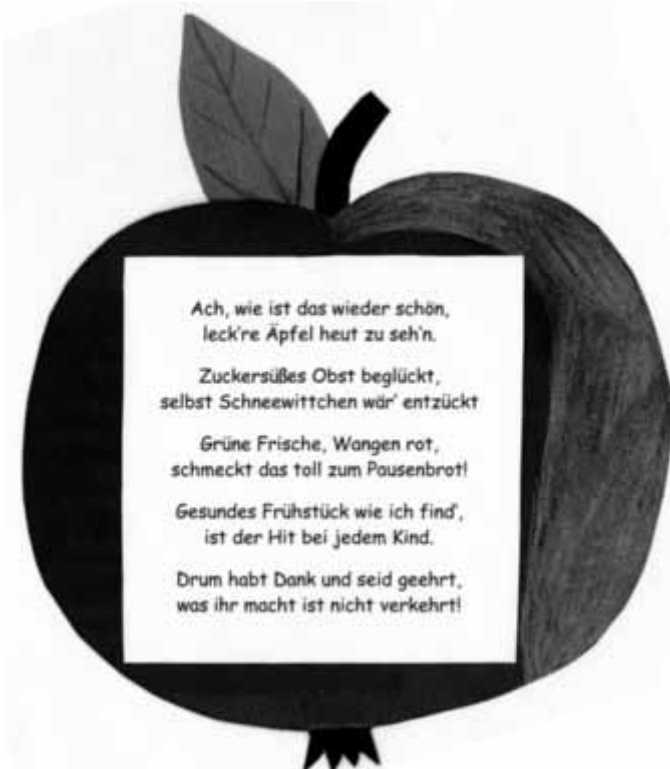 Ach, wie ist das wieder schön,
leck're Äpfel heut zu seh'n.
Zuckersüßes Obst beglückt,
selbst Schneewittchen wär' entzückt
Grüne Frische, Wangen rot,
schmeckt das toll zum Pausenbrot!
Gesundes Frühstück wie ich find',
ist der Hit bei jedem Kind.
Drum habt Dank und seid geehrt,
was ihr macht ist nicht verkehrt!